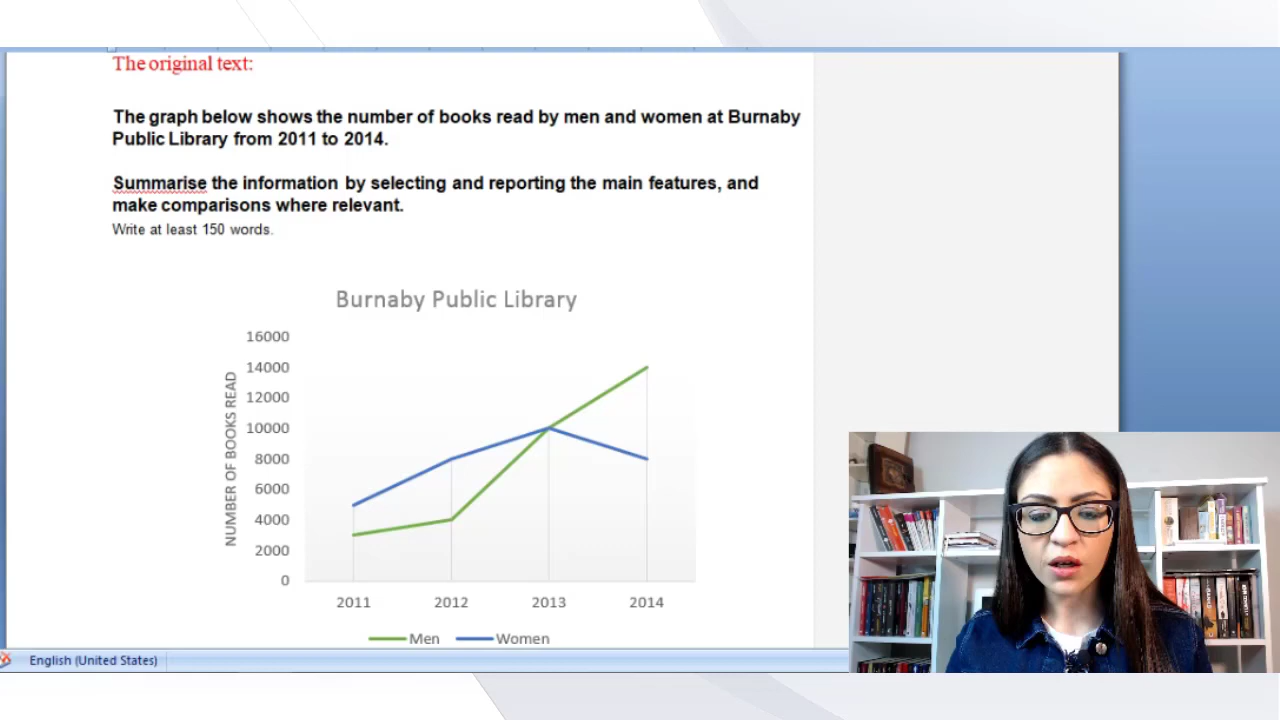 The original text:
The graph below shows the number of books read by men and women at Burnaby
Public Library from 2011 to 2014.
Summarise the information by selecting and reporting the main features, and
make comparisons where relevant.
Write at least 150 words.
Burnaby Public Library
NUMBER OF BOOKS READ
16000
14000
12000
10000
8000
6000
4000
2000
0
2011 2012 2013 2014
Men Women
English (United States)